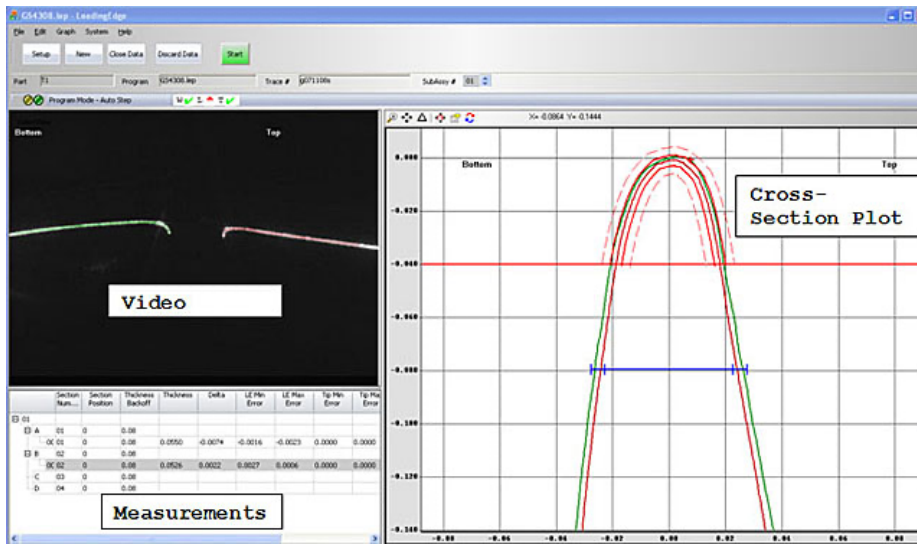 GS4308.lep - LeadingEdge
File Edit Graph System Help
Setup New Close Data Discard Data Start
Part T1 Program GS4308.lep Trace # g071108s SubAssy # 01
Program Mode - Auto Step
X= -0.0864 Y= -0.1444
Bottom Top
Video
Section Num... Section Position Thickness Backoff Thickness Delta LE Min Error LE Max Error Tip Min Error Tip Ma Error
01
A 01 0 0.08
01 0 0.08 0.0550 -0.0074 -0.0016 -0.0023 0.0000 0.0000
B 02 0 0.08
02 0 0.08 0.0526 0.0022 0.0027 0.0006 0.0000 0.0000
C 03 0 0.08
D 04 0 0.08
Measurements
Bottom Top
Cross-
Section Plot
0.000
-0.020
-0.040
-0.060
-0.080
-0.100
-0.120
-0.140
-0.08 -0.06 -0.04 -0.02 0.00 0.02 0.04 0.06 0.08